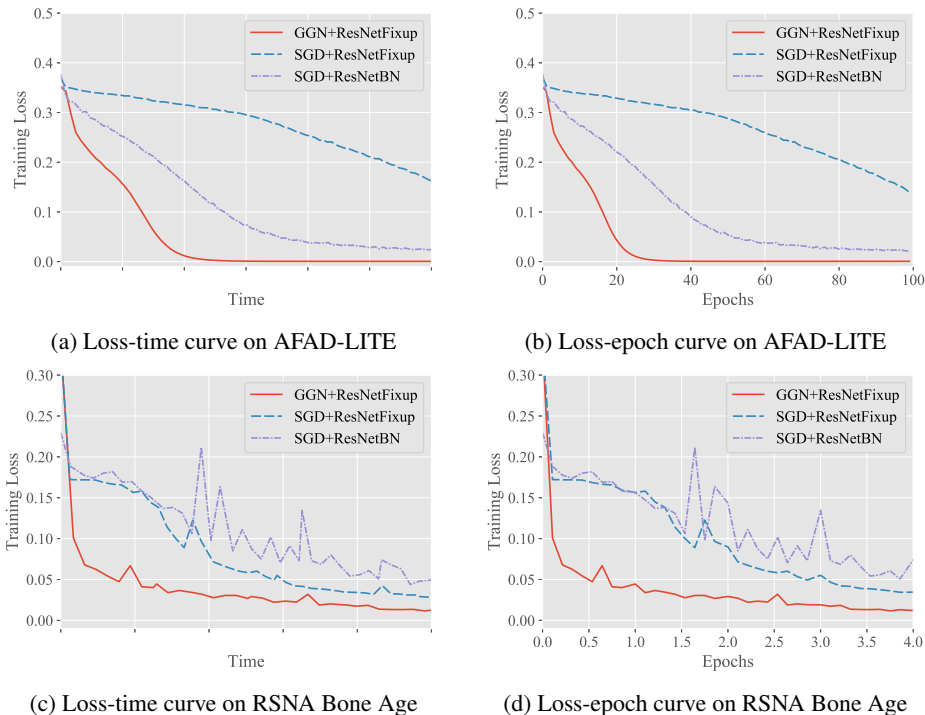 0.5
0.4
0.3
0.2
0.1
0.0
Training Loss
GGN+ResNetFixup
SGD+ResNetFixup
SGD+ResNetBN
Time
(a) Loss-time curve on AFAD-LITE
0.5
0.4
0.3
0.2
0.1
0.0
Training Loss
GGN+ResNetFixup
SGD+ResNetFixup
SGD+ResNetBN
0 20 40 60 80 100
Epochs
(b) Loss-epoch curve on AFAD-LITE
0.30
0.25
0.20
0.15
0.10
0.05
0.00
Training Loss
GGN+ResNetFixup
SGD+ResNetFixup
SGD+ResNetBN
Time
(c) Loss-time curve on RSNA Bone Age
0.30
0.25
0.20
0.15
0.10
0.05
0.00
Training Loss
GGN+ResNetFixup
SGD+ResNetFixup
SGD+ResNetBN
0.0 0.5 1.0 1.5 2.0 2.5 3.0 3.5 4.0
Epochs
(d) Loss-epoch curve on RSNA Bone Age